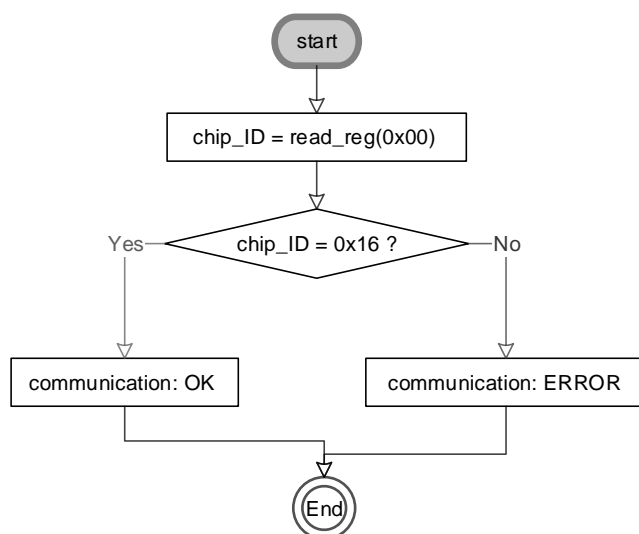 start
chip_ID = read_reg(0x00)
chip_ID = 0x16 ?
Yes
No
communication: OK
communication: ERROR
End